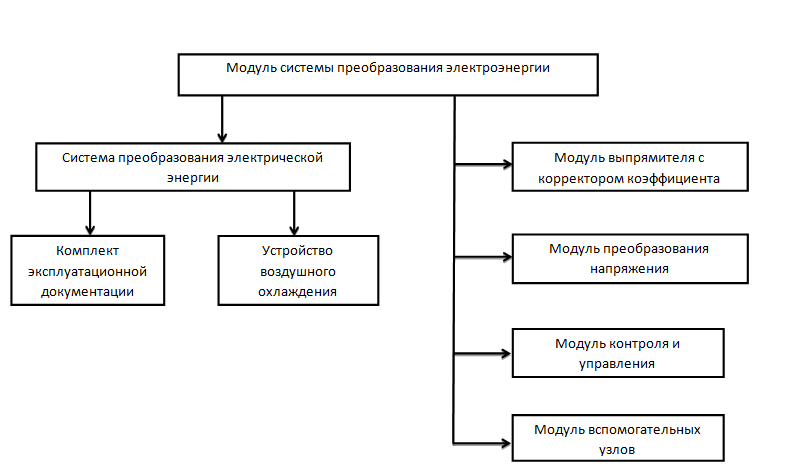 Модуль системы преобразования электроэнергии
Система преобразования электрической
энергии
Комплект
эксплуатационной
документации
Устройство
воздушного
охлаждения
Модуль выпрямителя с
корректором коэффициента
Модуль преобразования
напряжения
Модуль контроля и
управления
Модуль вспомогательных
узлов